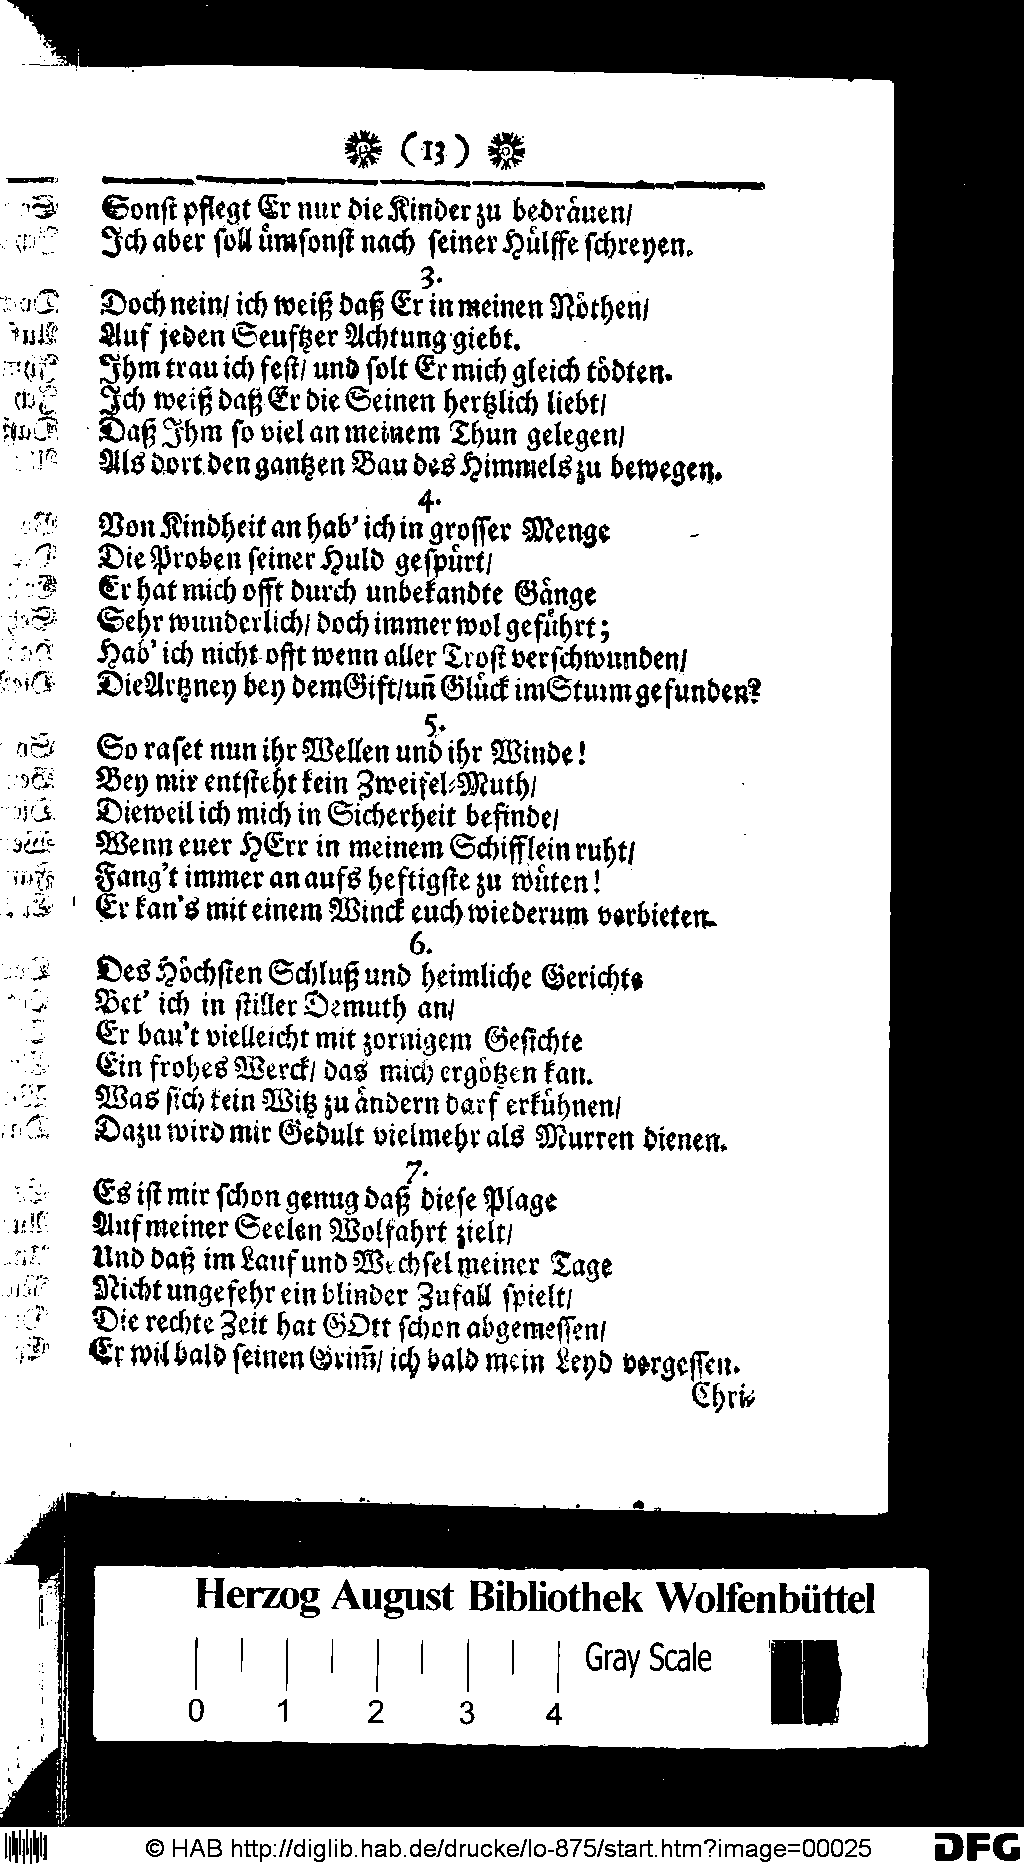 (13)
Sonst pflegt Er nur die Kinder zu bedräuen/
Ich aber soll ümsonst nach seiner Hülffe schreyen.
3.
Doch nein/ ich weiß daß Er in meinen Nöthen/
Auf jeden Seuftzer Achtung giebt.
Ihm trau ich fest/ und solt Er mich gleich tödten.
Ich weiß daß Er die Seinen hertzlich liebt/
Daß Ihm so viel an meinem Thun gelegen/
Als dort den gantzen Bau des Himmels zu bewegen.
4.
Von Kindheit an hab' ich in grosser Menge
Die Proben seiner Huld gespürt/
Er hat mich offt durch unbekandte Gänge
Sehr wunderlich/ doch immer wol geführt;
Hab' ich nicht offt wenn aller Trost verschwunden/
Die Artzney bey dem Gift/ uñ Glück im Sturm gefunden?
5.
So raset nun ihr Wellen und ihr Winde!
Bey mir entsteht kein Zweifel-Muth/
Dieweil ich mich in Sicherheit befinde/
Wenn euer HErr in meinem Schifflein ruht/
Fang't immer an aufs heftigste zu wüten!
Er kan's mit einem Winck euch wiederum verbieten.
6.
Des Höchsten Schluß und heimliche Gerichte
Bet' ich in stiller Demuth an/
Er bau't vielleicht mit zornigem Gesichte
Ein frohes Werck/ das mich ergötzen kan.
Was sich kein Witz zu ändern darf erkühnen/
Dazu wird mir Gedult vielmehr als Murren dienen.
7.
Es ist mir schon genug daß diese Plage
Auf meiner Seelen Wolfahrt zielt/
Und daß im Lauf und Wechsel meiner Tage
Nicht ungefehr ein blinder Zufall spielt/
Die rechte Zeit hat GOtt schon abgemessen/
Er wil bald seinen Grim̃/ ich bald mein Leyd vergessen.
Chri-
Herzog August Bibliothek Wolfenbüttel
Gray Scale
0 1 2 3 4
© HAB http://diglib.hab.de/drucke/lo-875/start.htm?image=00025
DFG